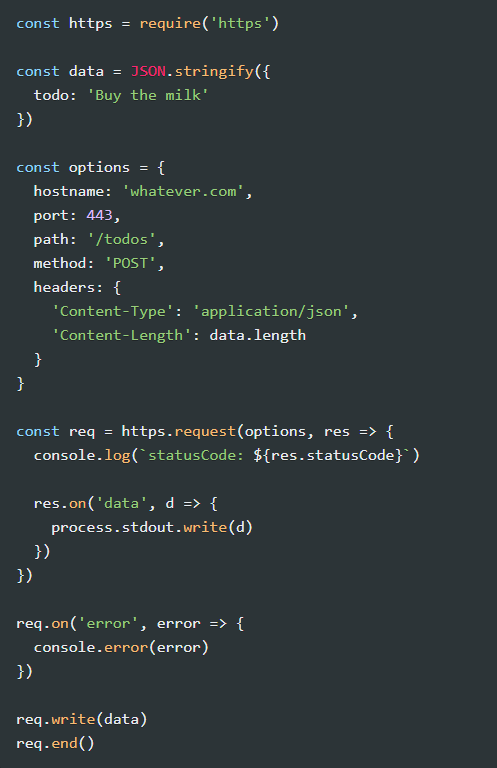 const https = require('https')

const data = JSON.stringify({
  todo: 'Buy the milk'
})

const options = {
  hostname: 'whatever.com',
  port: 443,
  path: '/todos',
  method: 'POST',
  headers: {
    'Content-Type': 'application/json',
    'Content-Length': data.length
  }
}

const req = https.request(options, res => {
  console.log(`statusCode: ${res.statusCode}`)

  res.on('data', d => {
    process.stdout.write(d)
  })
})

req.on('error', error => {
  console.error(error)
})

req.write(data)
req.end()